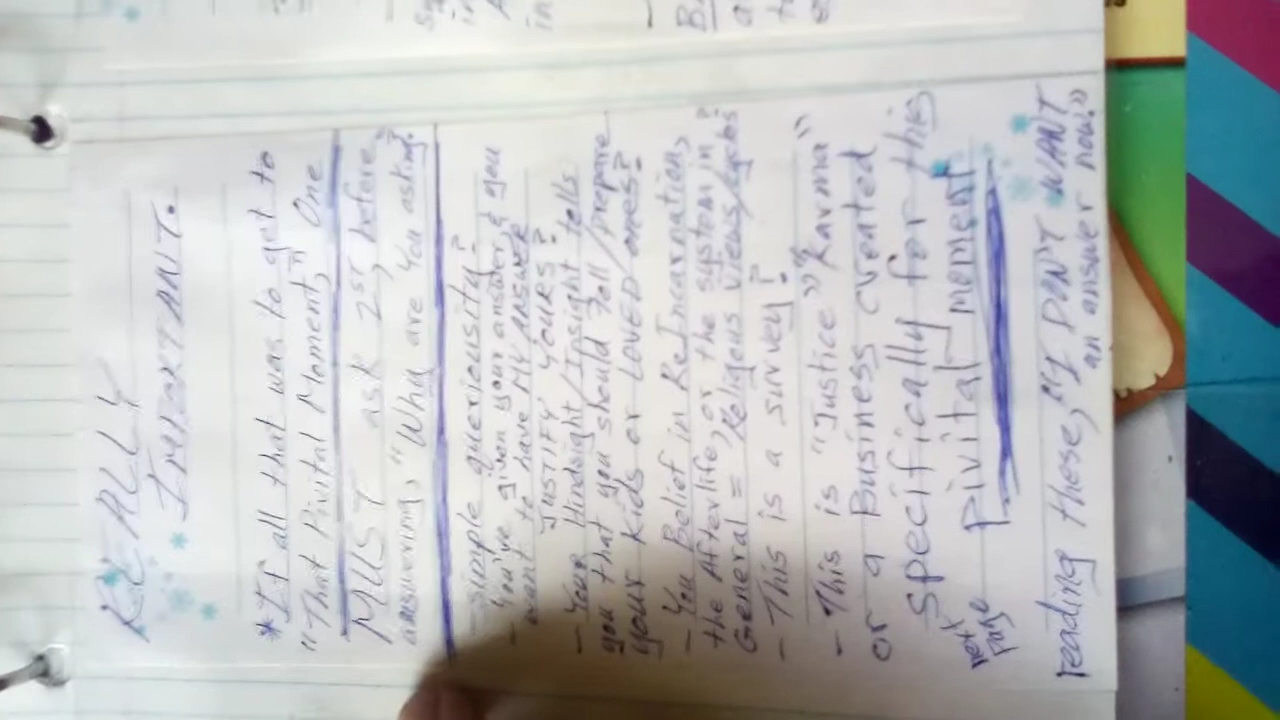 REALLY
IMPORTANT.
*If all that was to get to
"That Pivital Moment," One
MUST ask 1st, before
answering, "Why are You asking?
- simple queriousity?
- You've given your answer & you
want to have MY ANSWER
JUSTIFY YOURS?
- Your Hindsight/Insight tells
you that you should tell/prepare
your kids or LOVED ones?
- You Belief in ReIncarnation,
the Afterlife, or the system in
General = Religous views/
- This is a survey?
- This is "Justice" "Karma"
or a Business created
specifically for this
Pivital moment
next
page
reading these, "I DON'T WANT
an answer now."